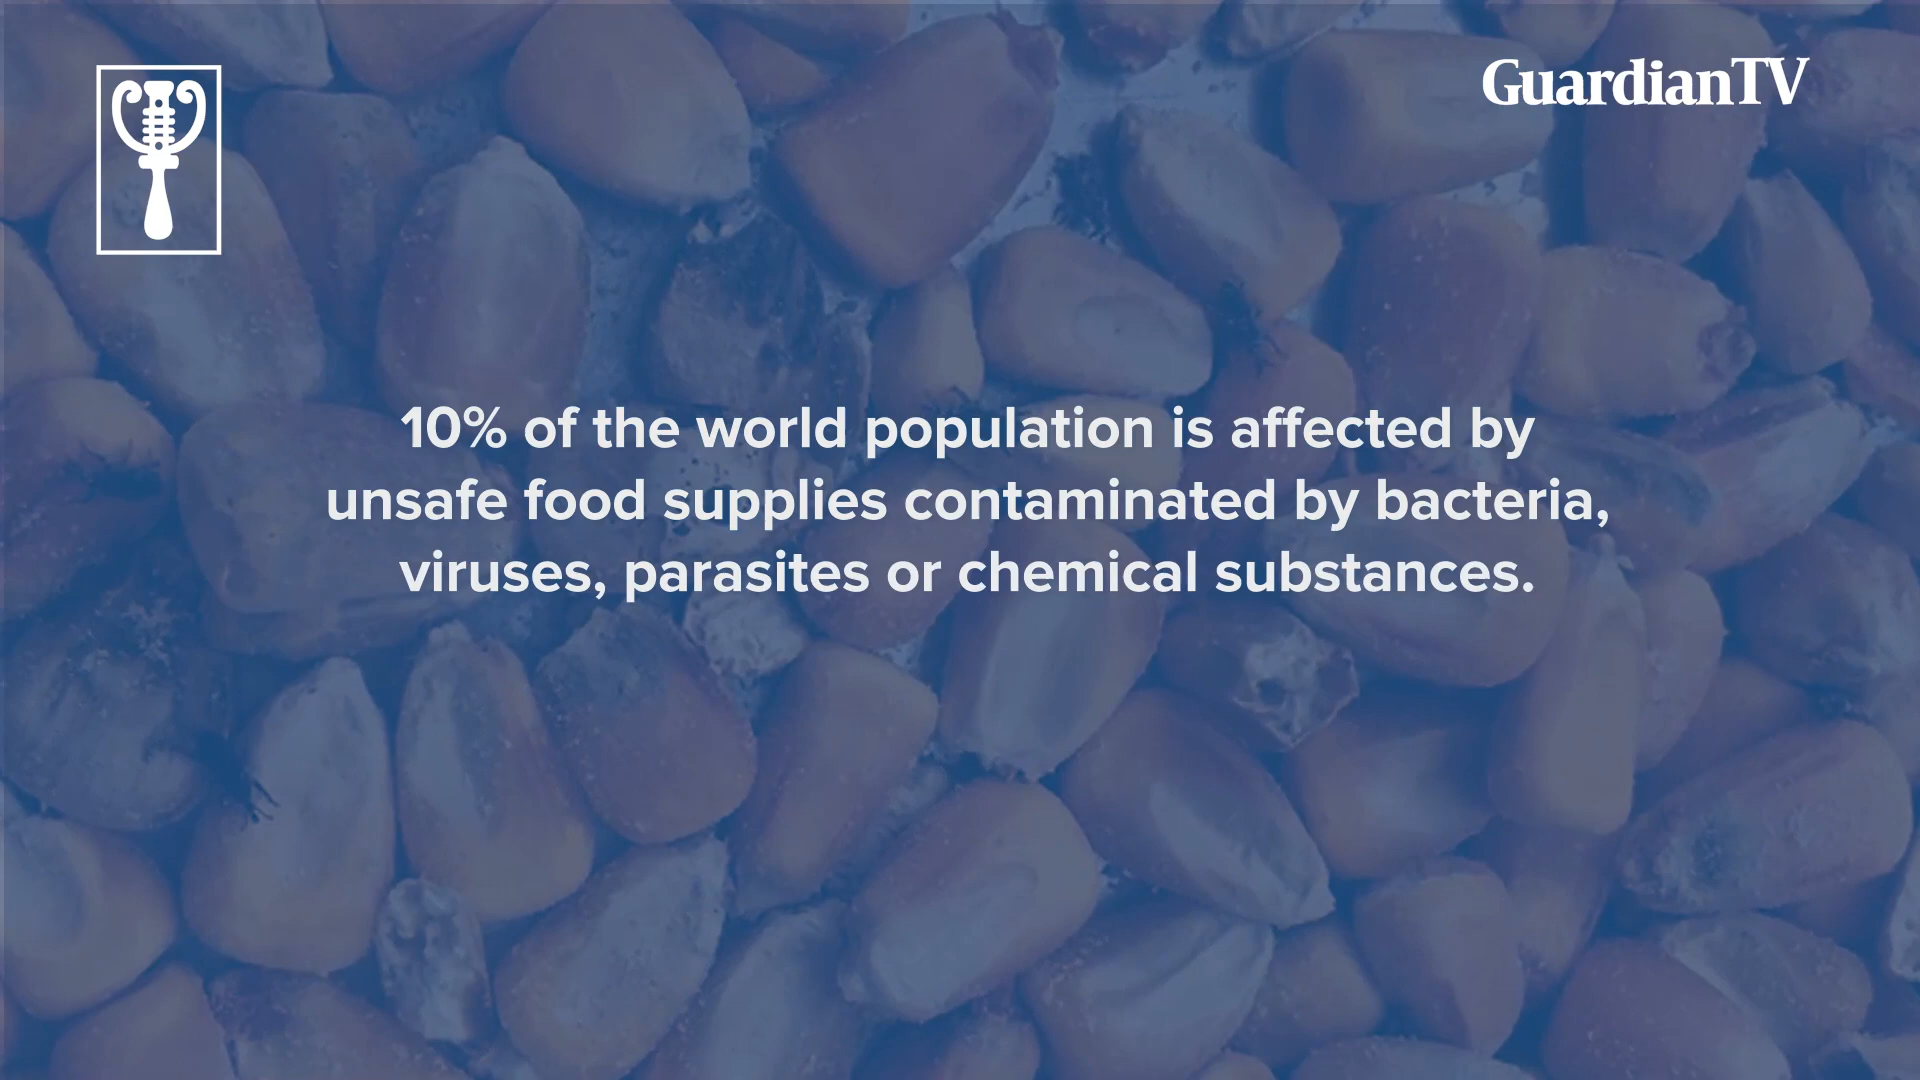 GuardianTV
10% of the world population is affected by
unsafe food supplies contaminated by bacteria,
viruses, parasites or chemical substances.